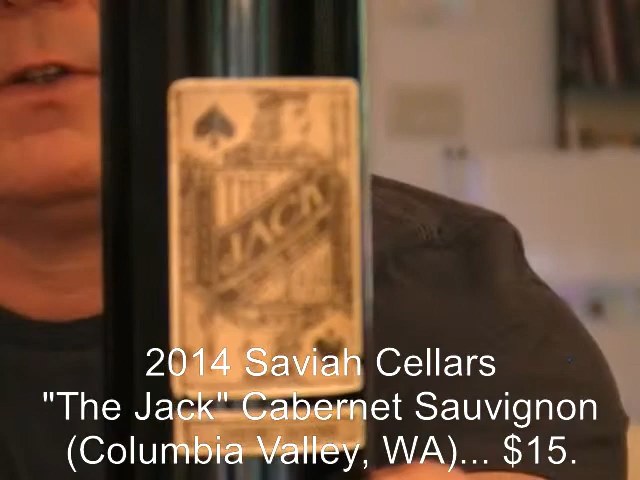 JACK
2014 Saviah Cellars
"The Jack" Cabernet Sauvignon
(Columbia Valley, WA)... $15.